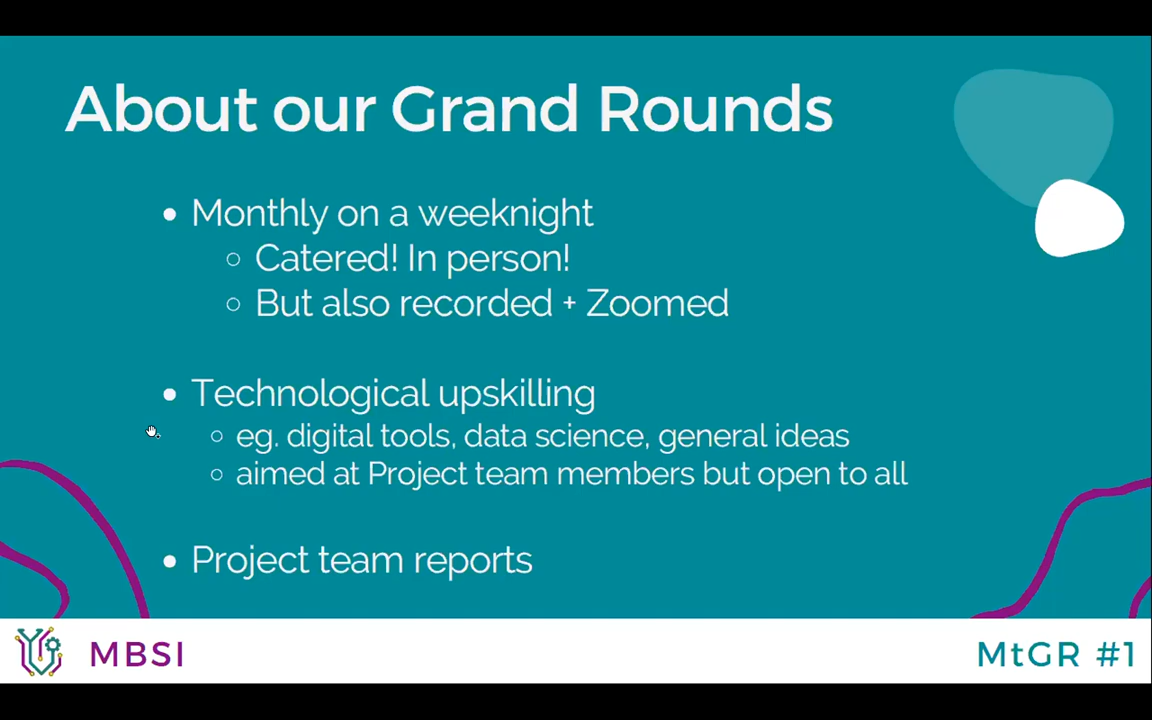 About our Grand Rounds
• Monthly on a weeknight
○ Catered! In person!
○ But also recorded + Zoomed
• Technological upskilling
○ eg. digital tools, data science, general ideas
○ aimed at Project team members but open to all
• Project team reports
MBSI
MtGR #1